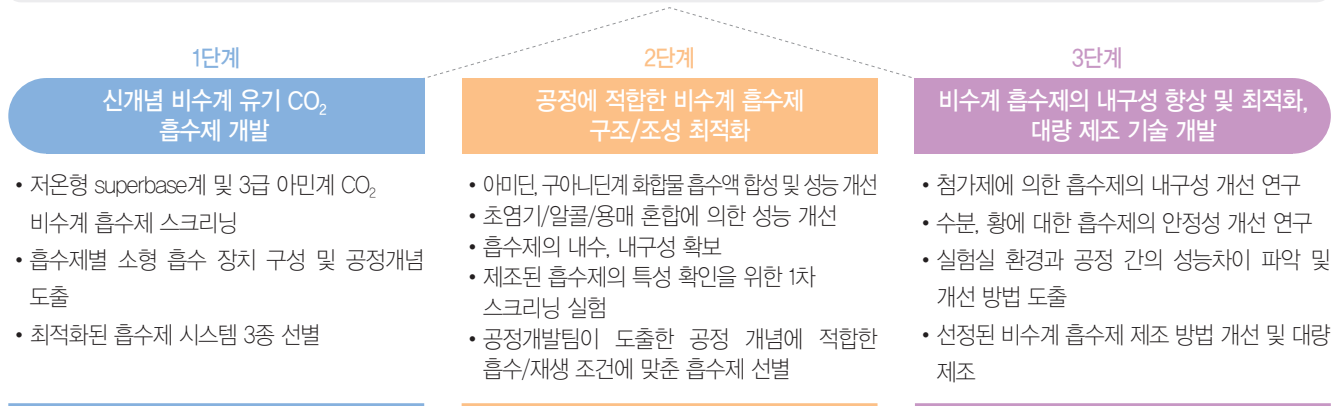 1단계
신개념 비수계 유기 CO₂
흡수제 개발
• 저온형 superbase계 및 3급 아민계 CO₂
비수계 흡수제 스크리닝
• 흡수제별 소형 흡수 장치 구성 및 공정개념
도출
• 최적화된 흡수제 시스템 3종 선별
2단계
공정에 적합한 비수계 흡수제
구조/조성 최적화
• 아미딘, 구아니딘계 화합물 흡수액 합성 및 성능 개선
• 초염기/알콜/용매 혼합에 의한 성능 개선
• 흡수제의 내수, 내구성 확보
• 제조된 흡수제의 특성 확인을 위한 1차
스크리닝 실험
• 공정개발팀이 도출한 공정 개념에 적합한
흡수/재생 조건에 맞춘 흡수제 선별
3단계
비수계 흡수제의 내구성 향상 및 최적화,
대량 제조 기술 개발
• 첨가제에 의한 흡수제의 내구성 개선 연구
• 수분, 황에 대한 흡수제의 안정성 개선 연구
• 실험실 환경과 공정 간의 성능차이 파악 및
개선 방법 도출
• 선정된 비수계 흡수제 제조 방법 개선 및 대량
제조